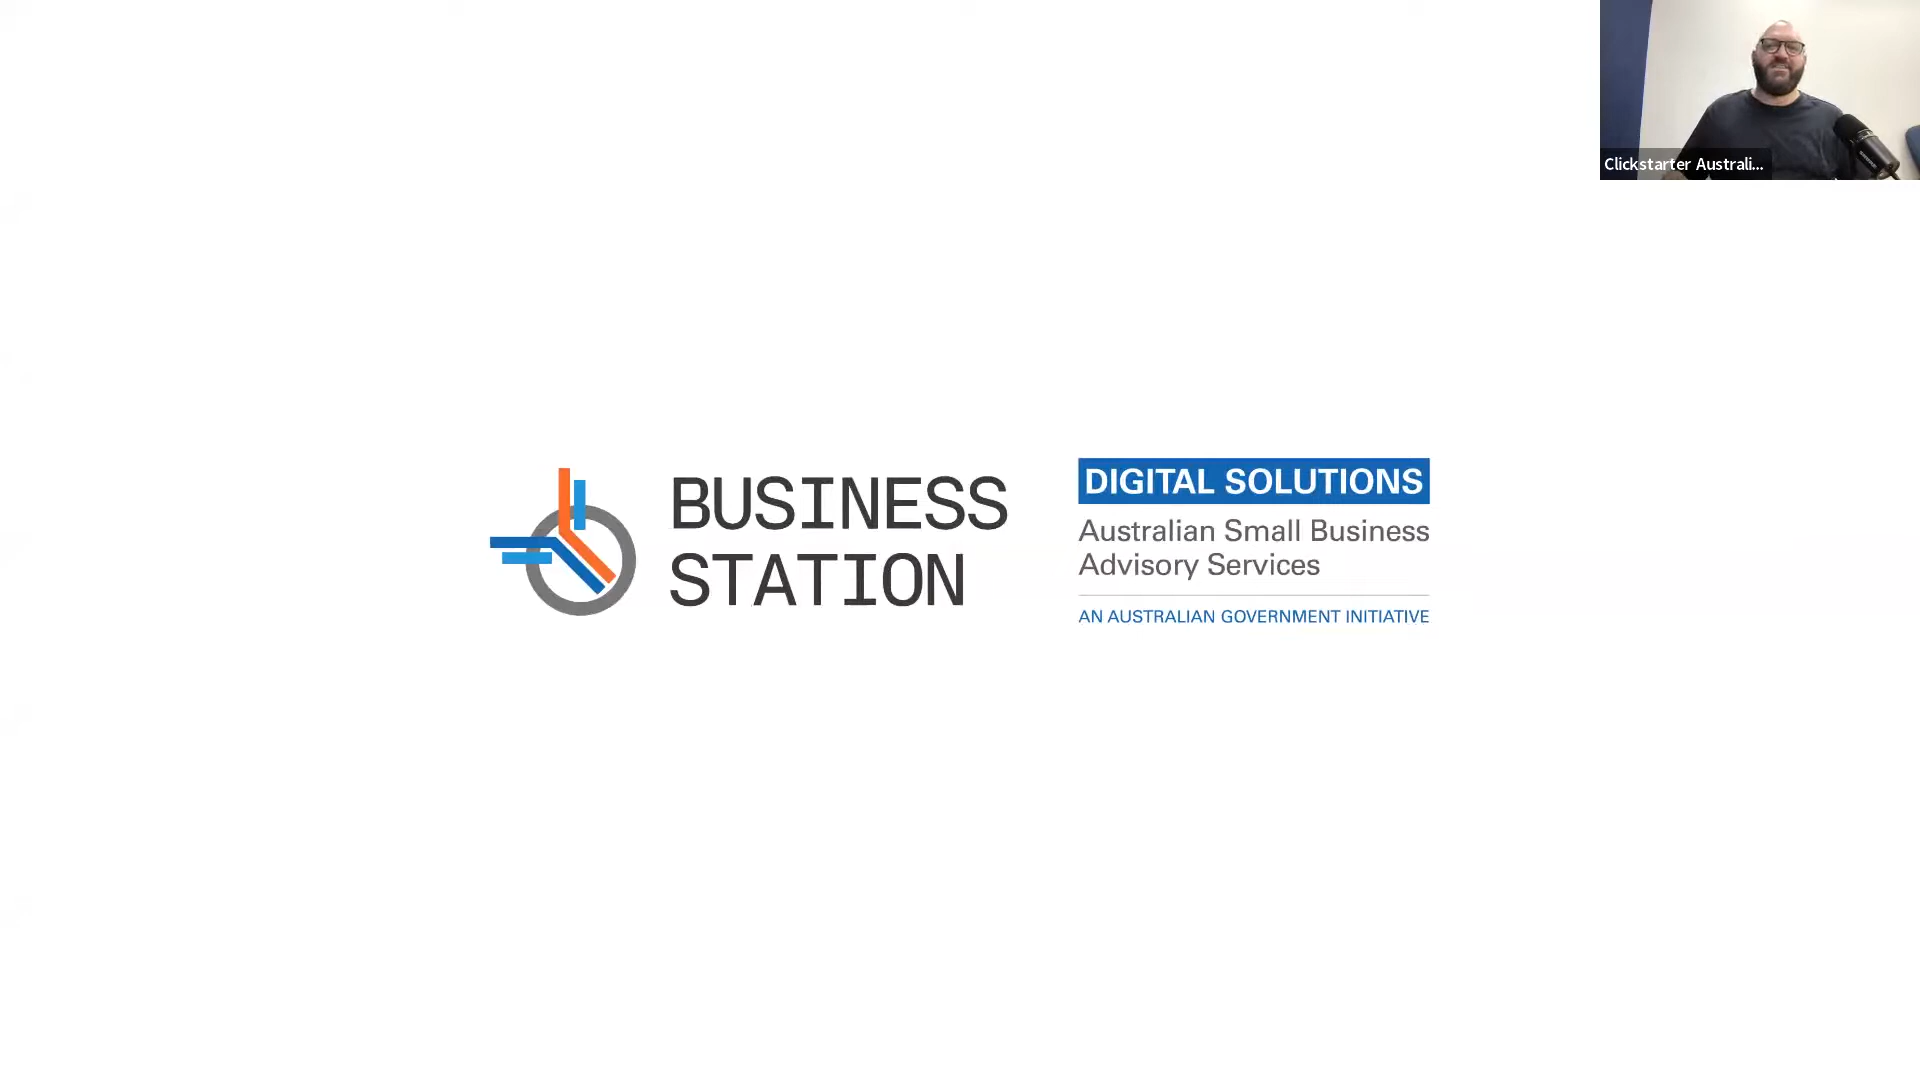 Clickstarter Australi...
BUSINESS
STATION
DIGITAL SOLUTIONS
Australian Small Business
Advisory Services
AN AUSTRALIAN GOVERNMENT INITIATIVE